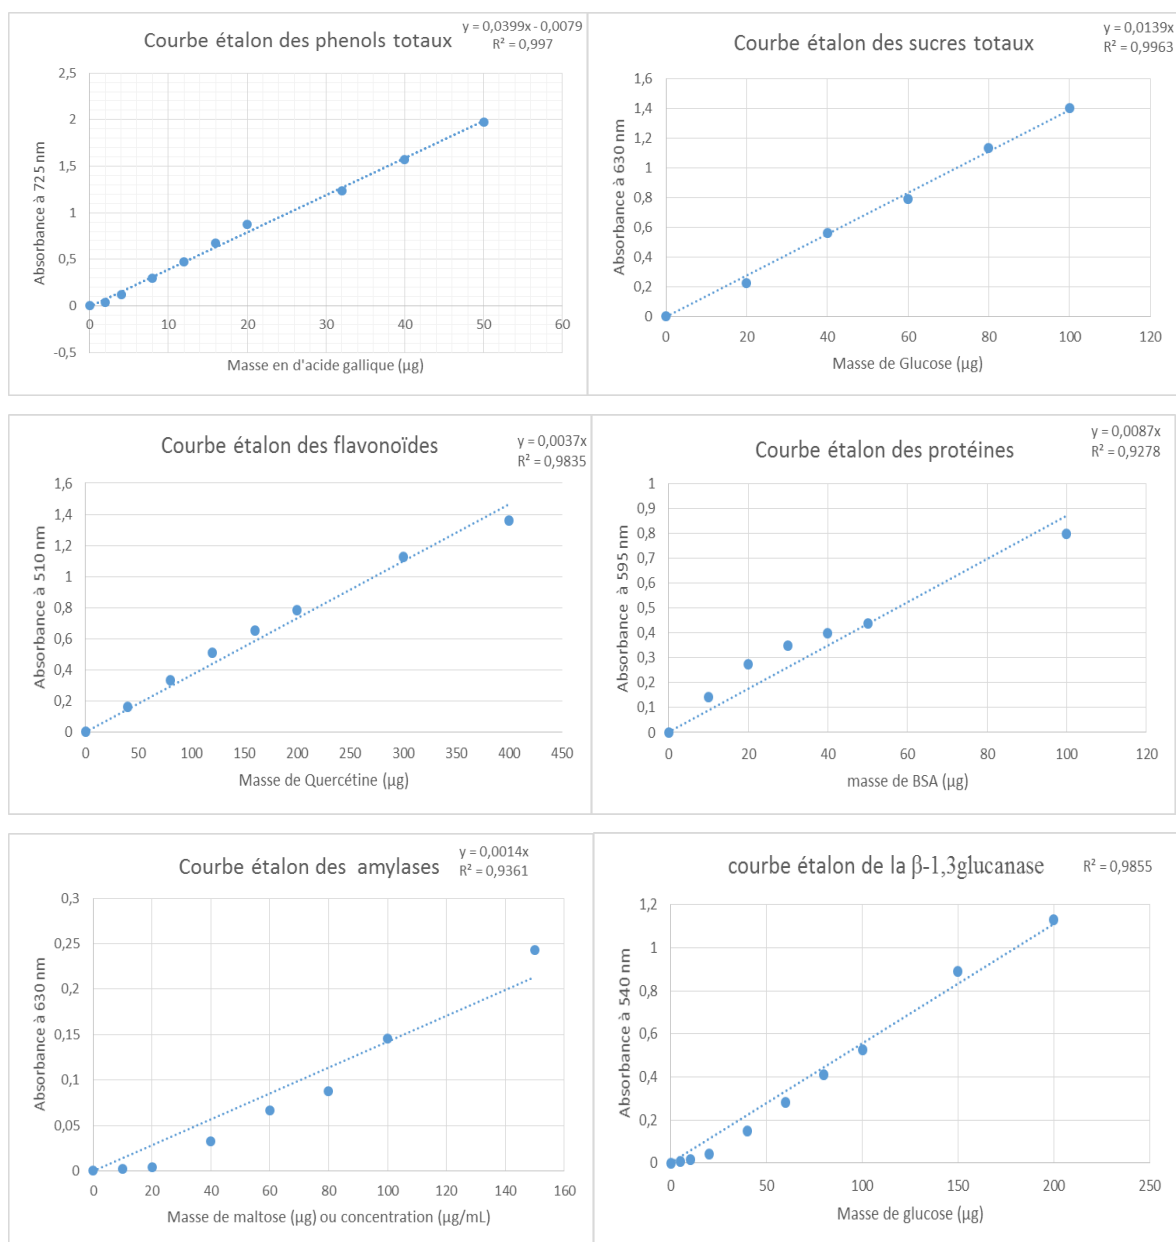 Courbe étalon des phenols totaux
y = 0,0399x - 0,0079
R² = 0,997
2,5
2
1,5
1
0,5
0
-0,5
0 10 20 30 40 50 60
Absorbance à 725 nm
Masse en d'acide gallique (µg)
Courbe étalon des sucres totaux
y = 0,0139x
R² = 0,9963
1,6
1,4
1,2
1
0,8
0,6
0,4
0,2
0
0 20 40 60 80 100 120
Absorbance à 630 nm
Masse de Glucose (µg)
Courbe étalon des flavonoïdes
y = 0,0037x
R² = 0,9835
1,6
1,4
1,2
1
0,8
0,6
0,4
0,2
0
0 50 100 150 200 250 300 350 400 450
Absorbance à 510 nm
Masse de Quercétine (µg)
Courbe étalon des protéines
y = 0,0087x
R² = 0,9278
1
0,9
0,8
0,7
0,6
0,5
0,4
0,3
0,2
0,1
0
0 20 40 60 80 100 120
Absorbance à 595 nm
masse de BSA (µg)
Courbe étalon des amylases
y = 0,0014x
R² = 0,9361
0,3
0,25
0,2
0,15
0,1
0,05
0
0 20 40 60 80 100 120 140 160
Absorbance à 630 nm
Masse de maltose (µg) ou concentration (µg/mL)
courbe étalon de la β-1,3glucanase
R² = 0,9855
1,2
1
0,8
0,6
0,4
0,2
0
0 50 100 150 200 250
Absorbance à 540 nm
Masse de glucose (µg)